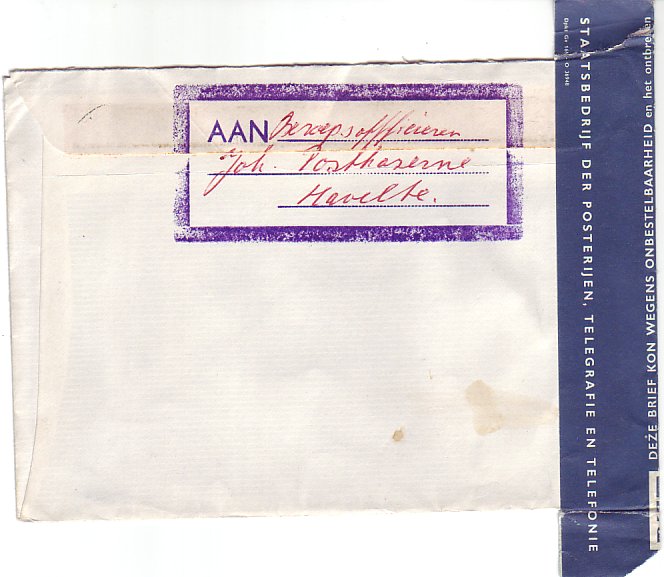 AAN Beroepsofficieren
Joh. Postkazerne
Havelte.
STAATSBEDRIJF DER POSTERIJEN, TELEGRAFIE EN TELEFONIE
DEZE BRIEF KON WEGENS ONBESTELBAARHEID en het ontbreken